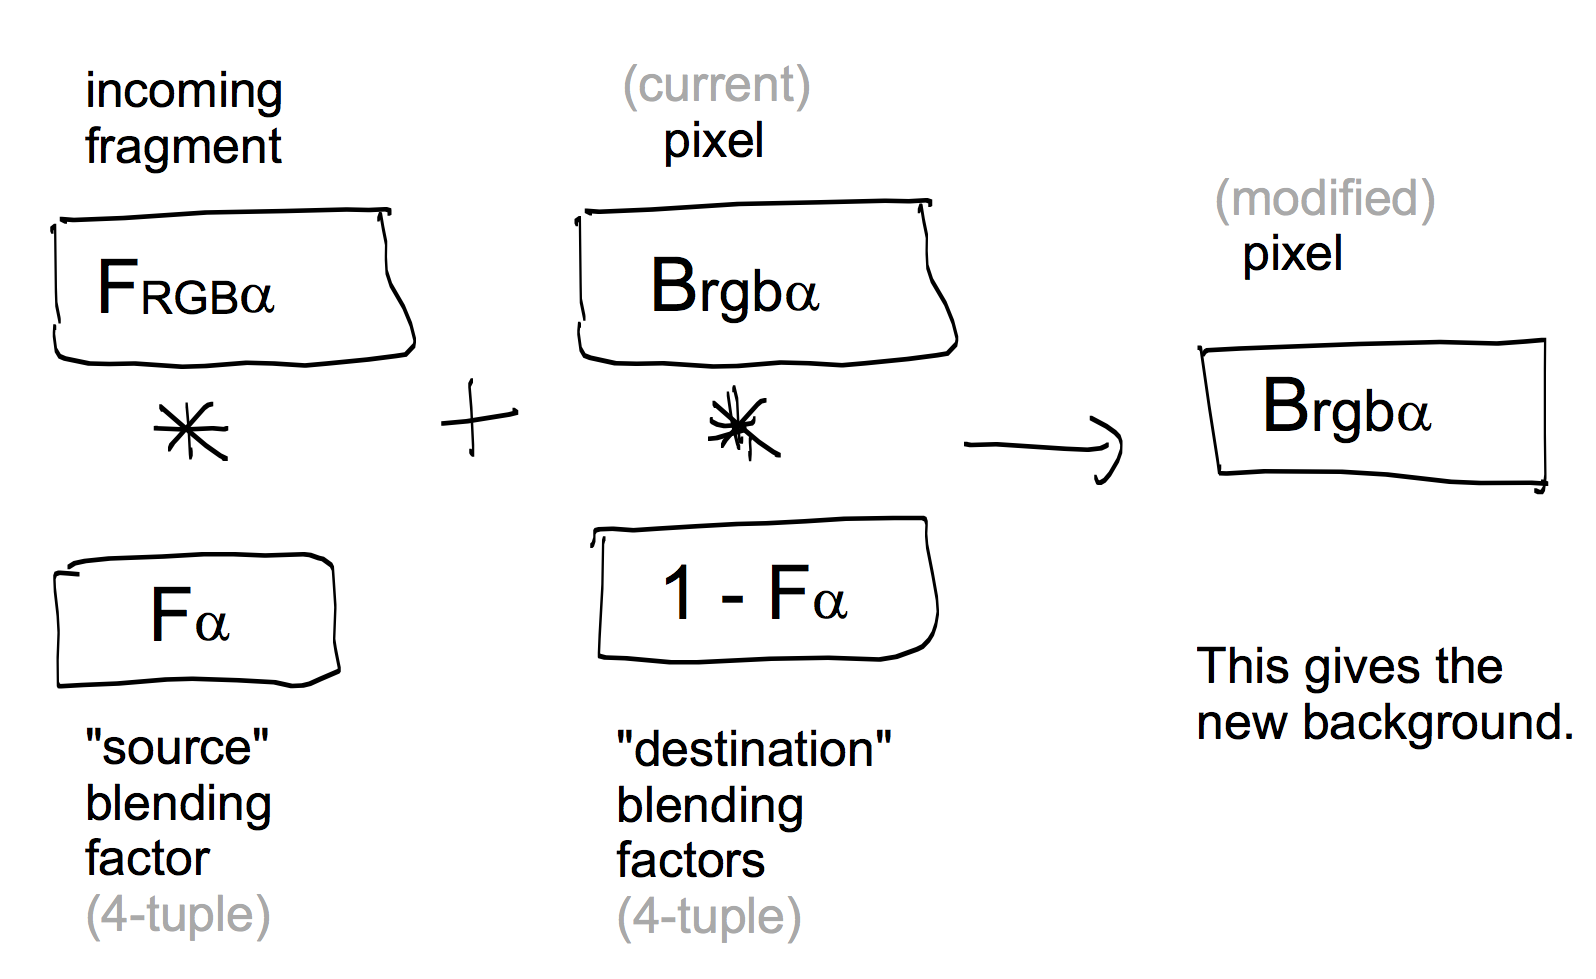 incoming
fragment
FRGBα
*
Fα
"source"
blending
factor
(4-tuple)
+
(current)
pixel
Brgbα
*
1 - Fα
"destination"
blending
factors
(4-tuple)
(modified)
pixel
Brgbα
This gives the
new background.